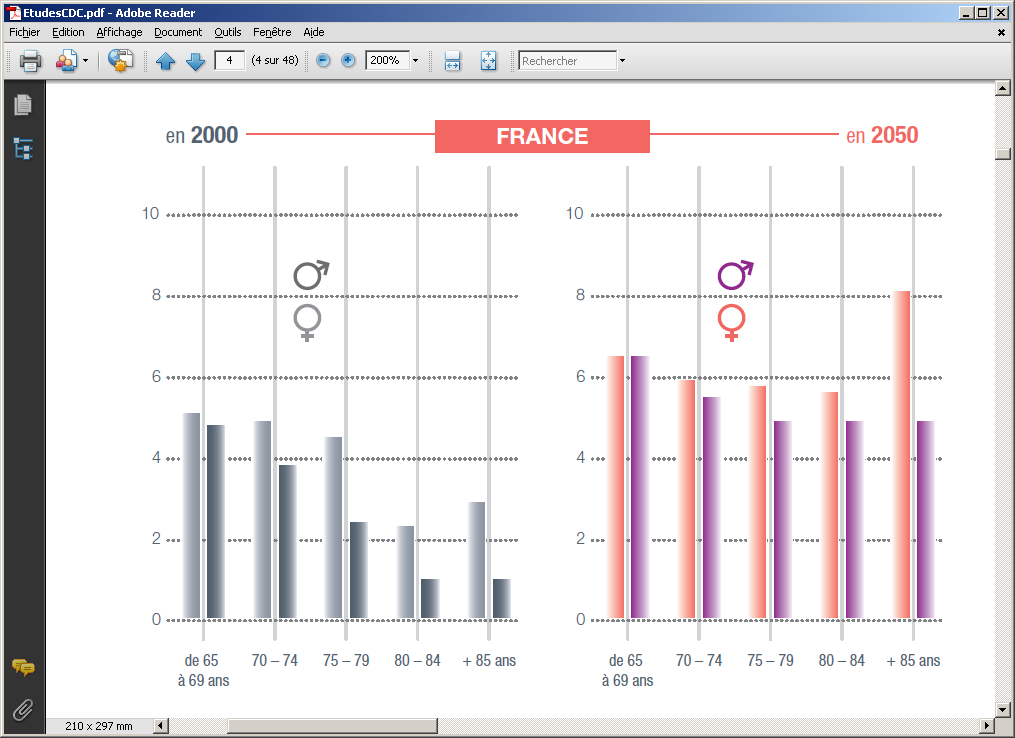 EtudesCDC.pdf - Adobe Reader
Fichier Edition Affichage Document Outils Fenêtre Aide
4 (4 sur 48) 200% Rechercher
en 2000 FRANCE en 2050
10 10
8 8
6 6
4 4
2 2
0 0
de 65 70 – 74 75 – 79 80 – 84 + 85 ans de 65 70 – 74 75 – 79 80 – 84 + 85 ans
à 69 ans à 69 ans
210 x 297 mm